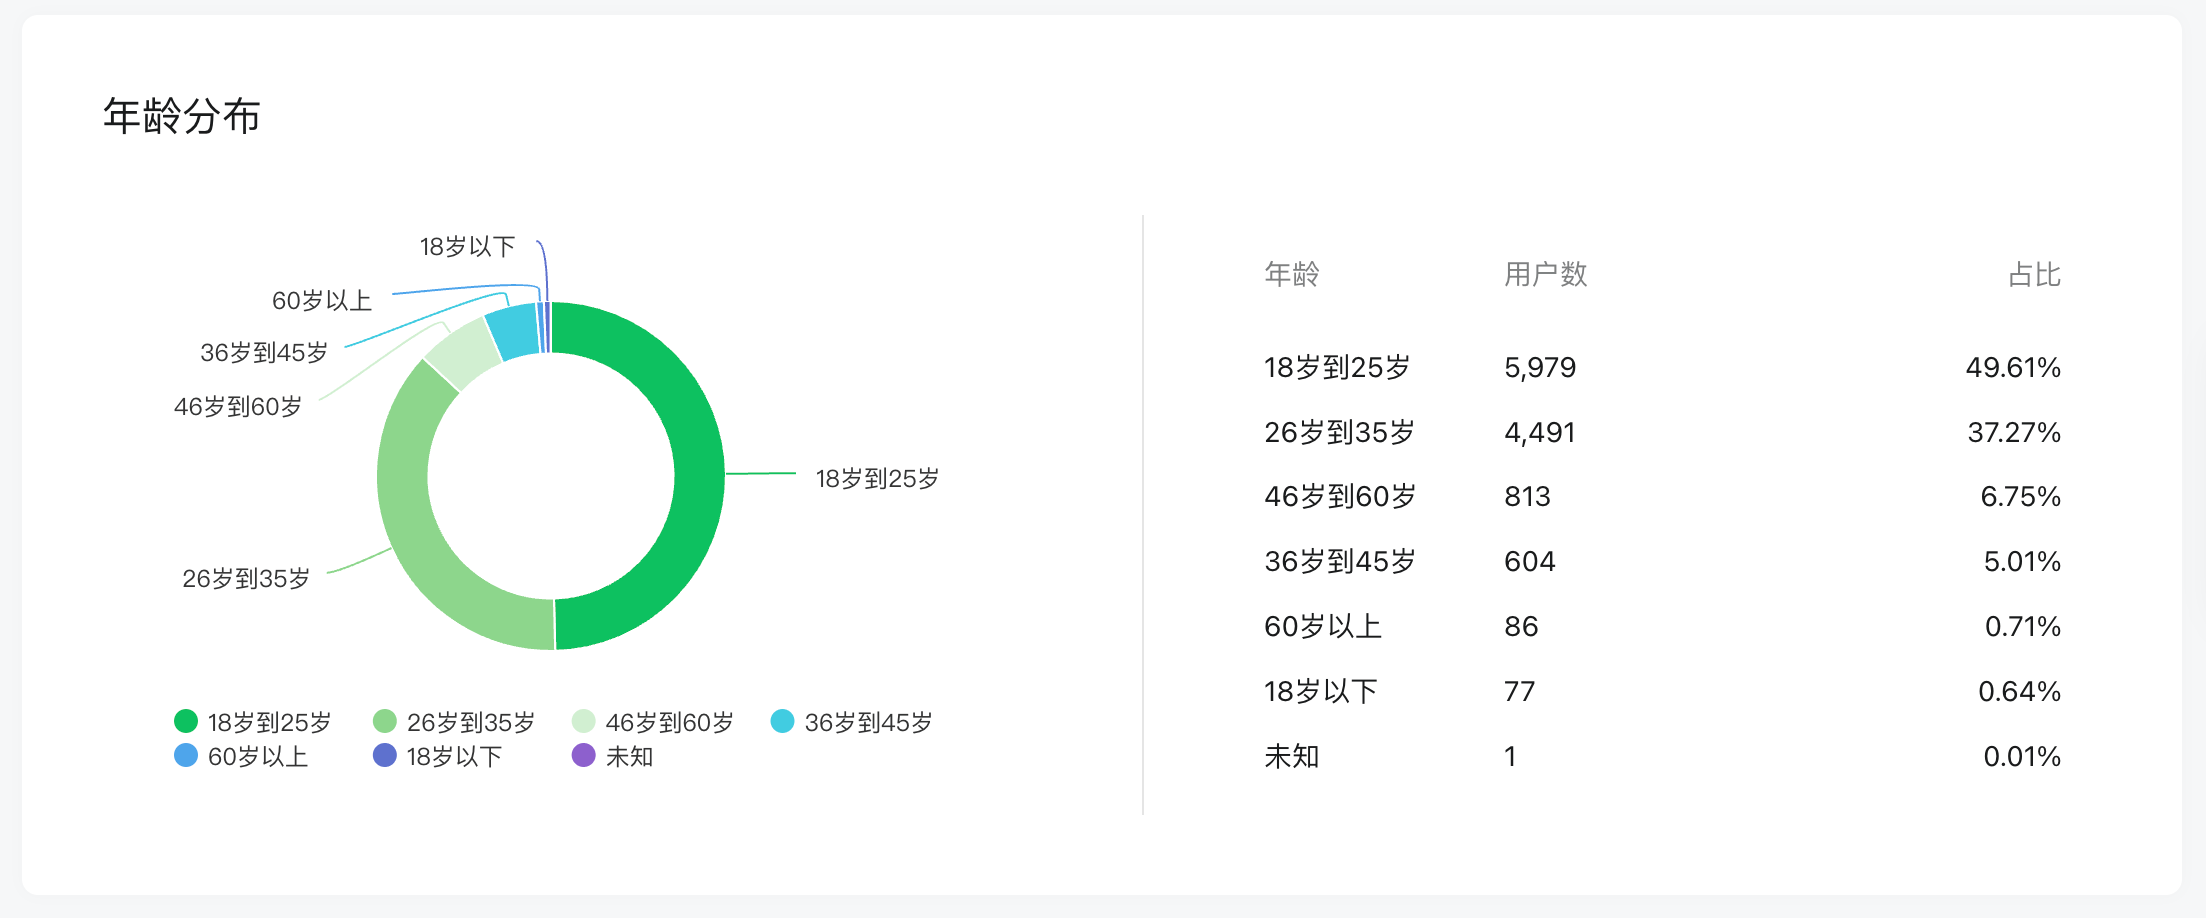 年龄分布
18岁以下
60岁以上
36岁到45岁
46岁到60岁
18岁到25岁
26岁到35岁
18岁到25岁 26岁到35岁 46岁到60岁 36岁到45岁
60岁以上 18岁以下 未知
年龄 用户数 占比
18岁到25岁 5,979 49.61%
26岁到35岁 4,491 37.27%
46岁到60岁 813 6.75%
36岁到45岁 604 5.01%
60岁以上 86 0.71%
18岁以下 77 0.64%
未知 1 0.01%